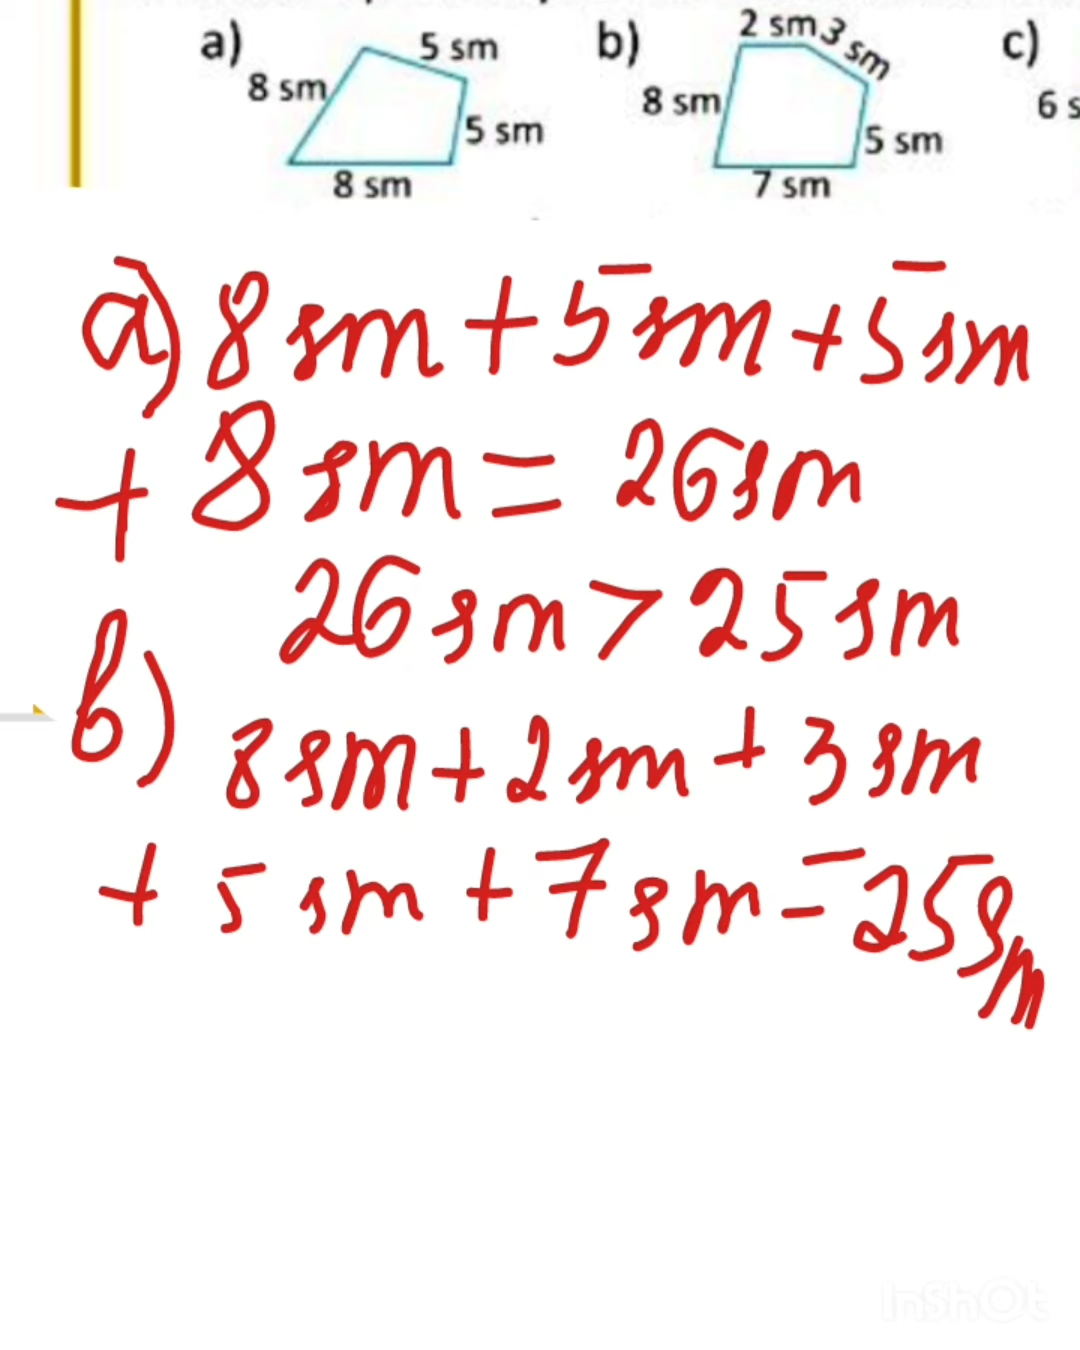 a) 5 sm b) 2 sm 3 sm c)
8 sm 8 sm 6 s
5 sm 5 sm
8 sm 7 sm
a) 8 sm + 5 sm + 5 sm
+ 8 sm = 26 sm
26 sm > 25 sm
b)
8 sm + 2 sm + 3 sm
+ 5 sm + 7 sm = 25 sm
InShOt